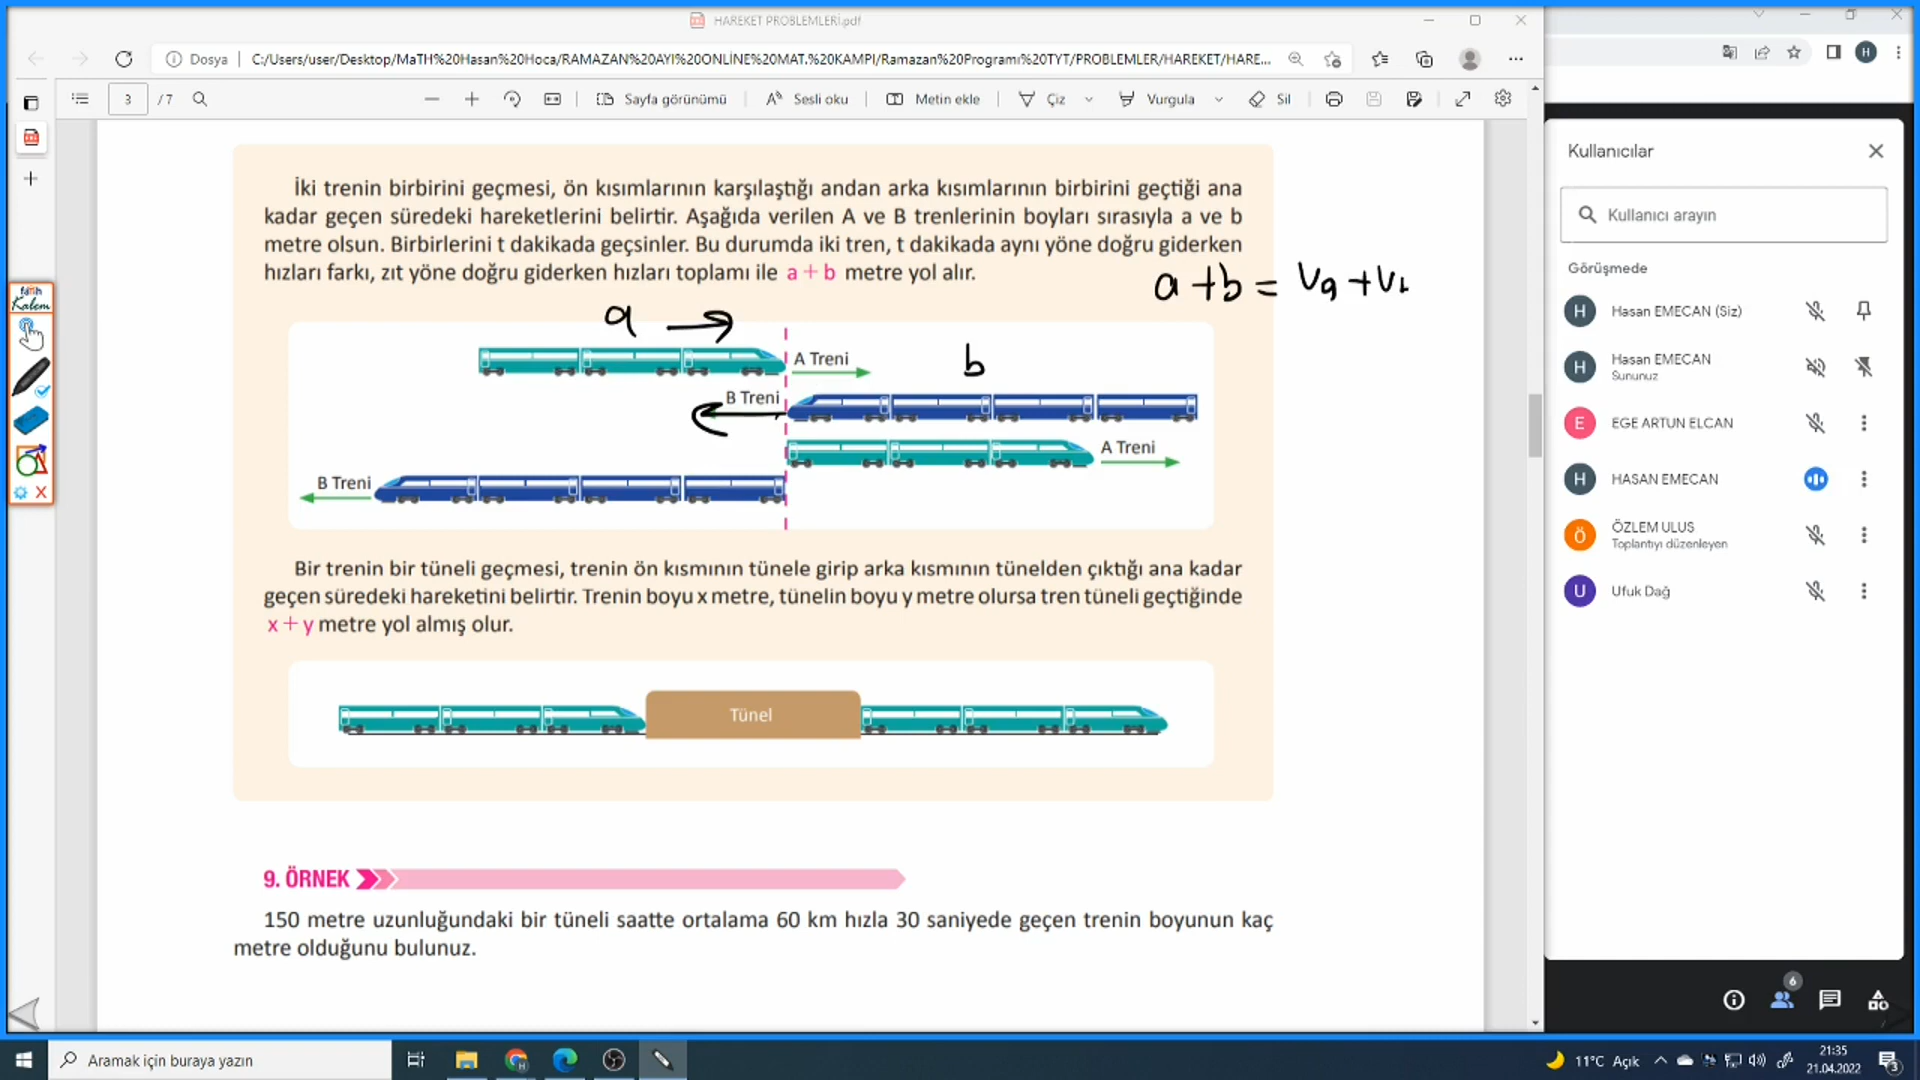 HAREKET PROBLEMLERİ.pdf
Dosya
C:/Users/user/Desktop/MaTH%20Hasan%20Hoca/RAMAZAN%20AYI%20ONLİNE%20MAT.%20KAMPI/Ramazan%20Programı%20TYT/PROBLEMLER/HAREKET/HARE...
3 /7
Sayfa görünümü
Sesli oku
Metin ekle
Çiz
Vurgula
Sil
İki trenin birbirini geçmesi, ön kısımlarının karşılaştığı andan arka kısımlarının birbirini geçtiği ana
kadar geçen süredeki hareketlerini belirtir. Aşağıda verilen A ve B trenlerinin boyları sırasıyla a ve b
metre olsun. Birbirlerini t dakikada geçsinler. Bu durumda iki tren, t dakikada aynı yöne doğru giderken
hızları farkı, zıt yöne doğru giderken hızları toplamı ile a + b metre yol alır.
a + b = Va + V
a
A Treni
b
B Treni
A Treni
B Treni
Bir trenin bir tüneli geçmesi, trenin ön kısmının tünele girip arka kısmının tünelden çıktığı ana kadar
geçen süredeki hareketini belirtir. Trenin boyu x metre, tünelin boyu y metre olursa tren tüneli geçtiğinde
x + y metre yol almış olur.
Tünel
9. ÖRNEK
150 metre uzunluğundaki bir tüneli saatte ortalama 60 km hızla 30 saniyede geçen trenin boyunun kaç
metre olduğunu bulunuz.
fatih
Kalem
Kullanıcılar
Kullanıcı arayın
Görüşmede
H Hasan EMECAN (Siz)
H Hasan EMECAN
Sununuz
E EGE ARTUN ELCAN
H HASAN EMECAN
Ö ÖZLEM ULUS
Toplantıyı düzenleyen
U Ufuk Dağ
6
H
Aramak için buraya yazın
11°C Açık
21:35
21.04.2022
3